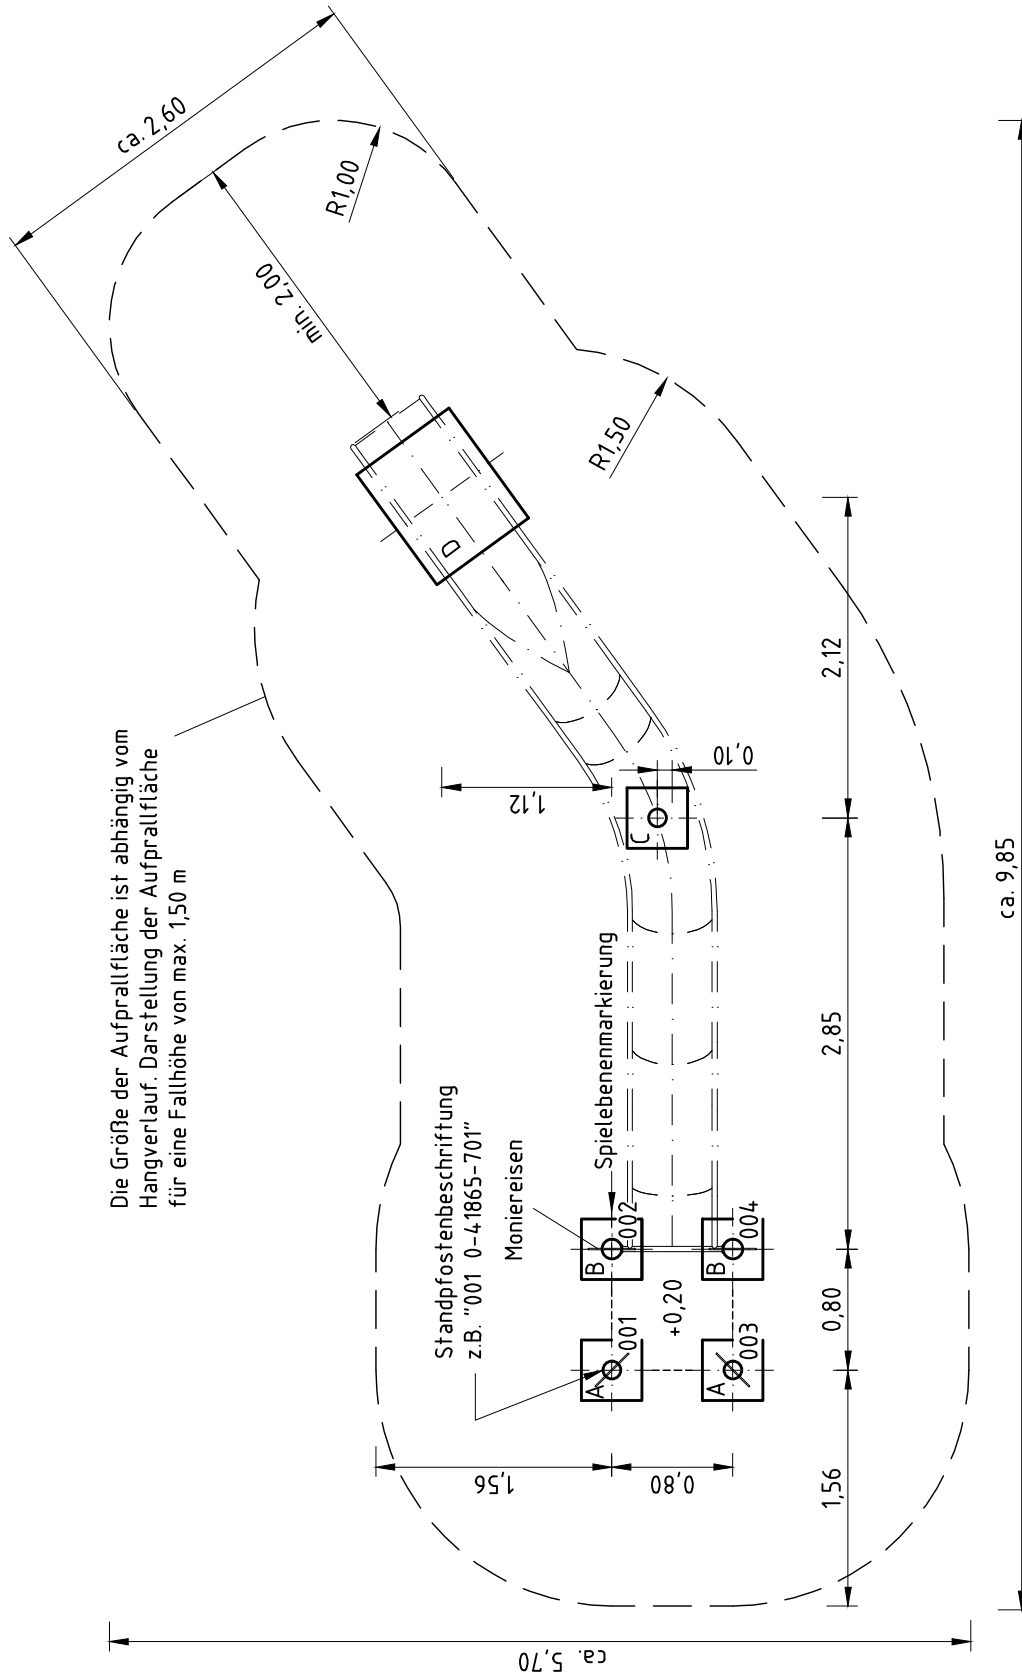 Die Größe der Aufprallfläche ist abhängig vom
Hangverlauf. Darstellung der Aufprallfläche
für eine Fallhöhe von max. 1,50 m
ca. 2,60
R1,00
min. 2,00
R1,50
D
2,12
0,10
1,12
C
ca. 9,85
2,85
Spielebenenmarkierung
Standpfostenbeschriftung
z.B. "001 0-41865-701"
Moniereisen
B
002
B
004
+0,20
0,80
A
001
A
003
1,56
0,80
1,56
ca. 5,70